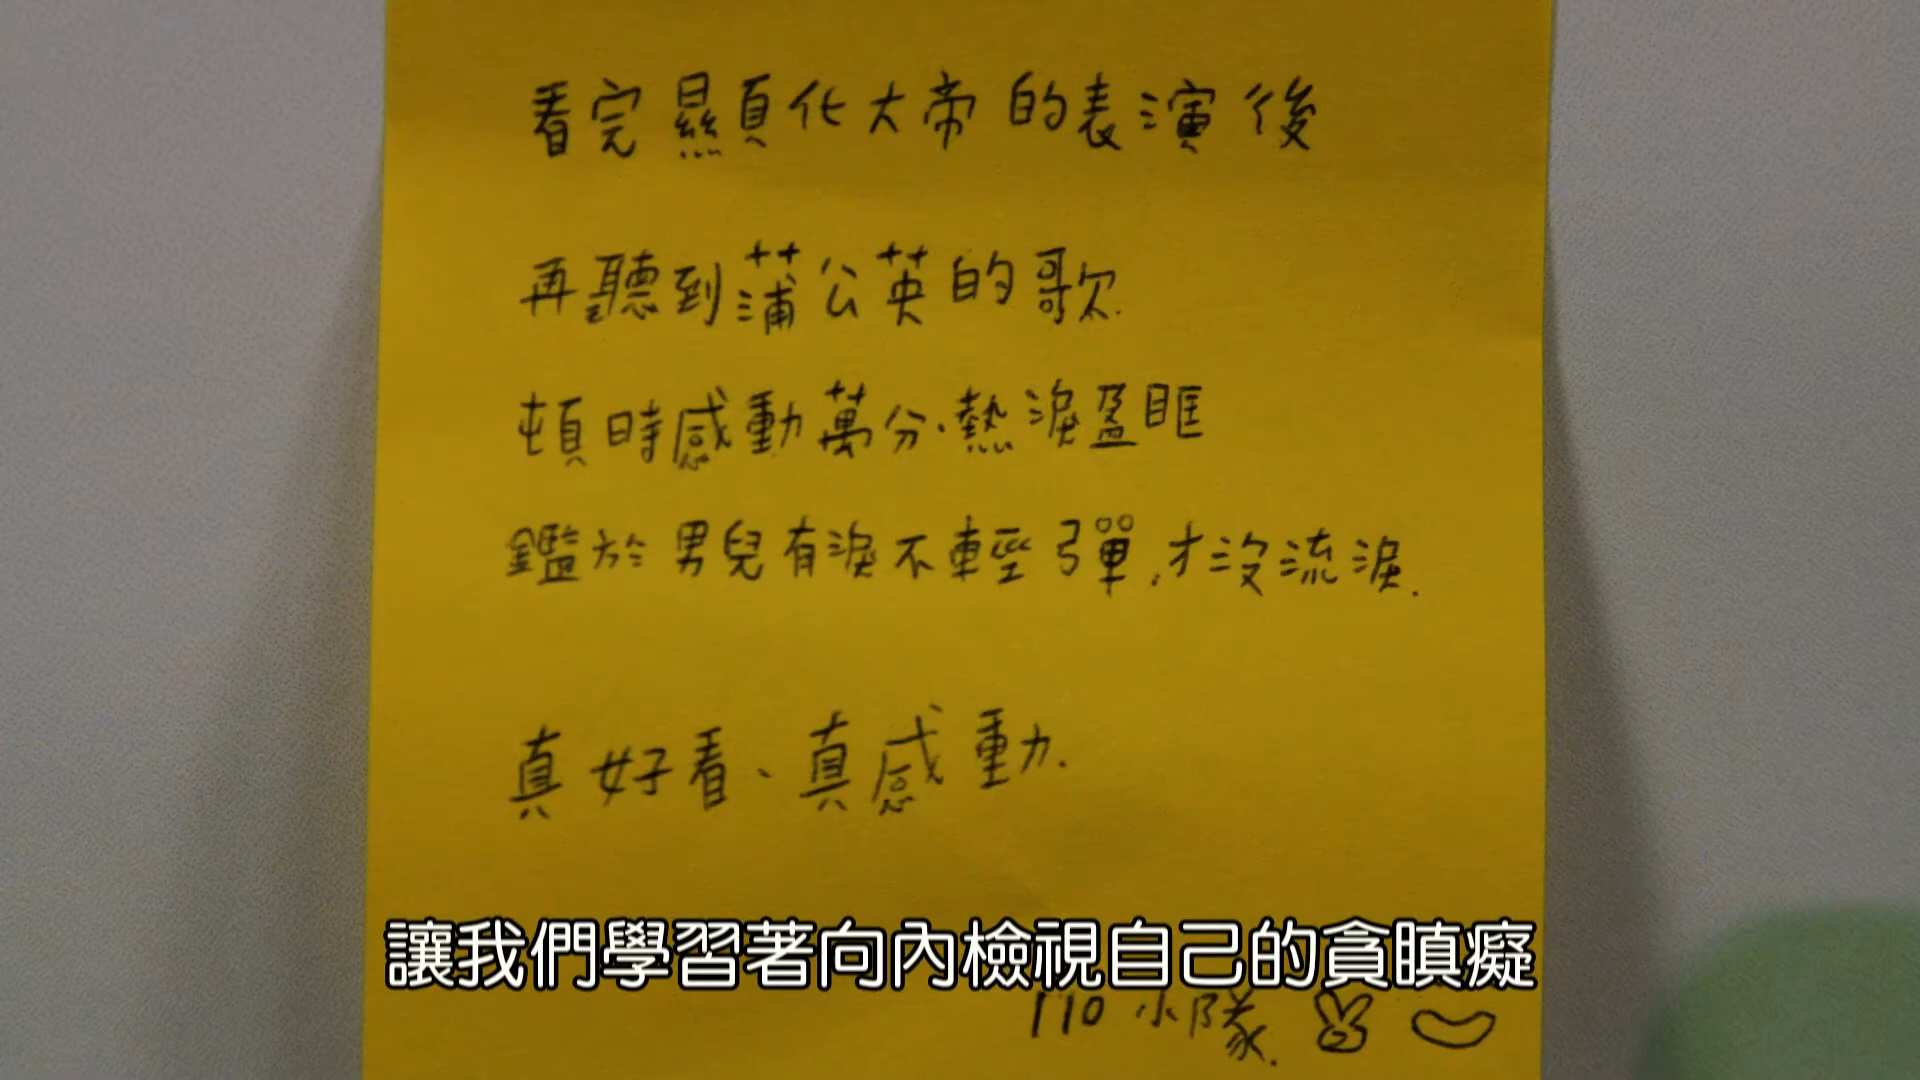 看完顯化大帝的表演後
再聽到蒲公英的歌.
頓時感動萬分、熱淚盈眶
鑑於男兒有淚不輕彈,才沒流淚.
真好看、真感動.
讓我們學習著向內檢視自己的貪瞋癡
110 小隊.